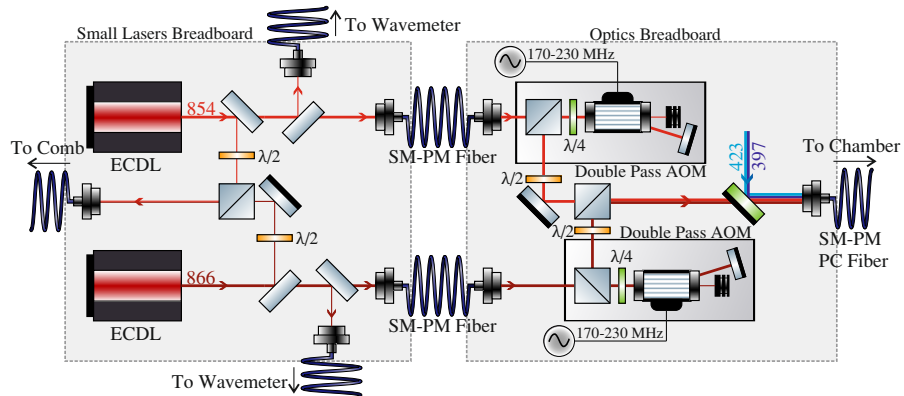 To Wavemeter
Small Lasers Breadboard
Optics Breadboard
170-230 MHz
854
ECDL
SM-PM Fiber
λ/4
Double Pass AOM
To Comb
λ/2
λ/2
423
397
To Chamber
λ/2
λ/2
Double Pass AOM
SM-PM
PC Fiber
866
ECDL
SM-PM Fiber
λ/4
170-230 MHz
To Wavemeter